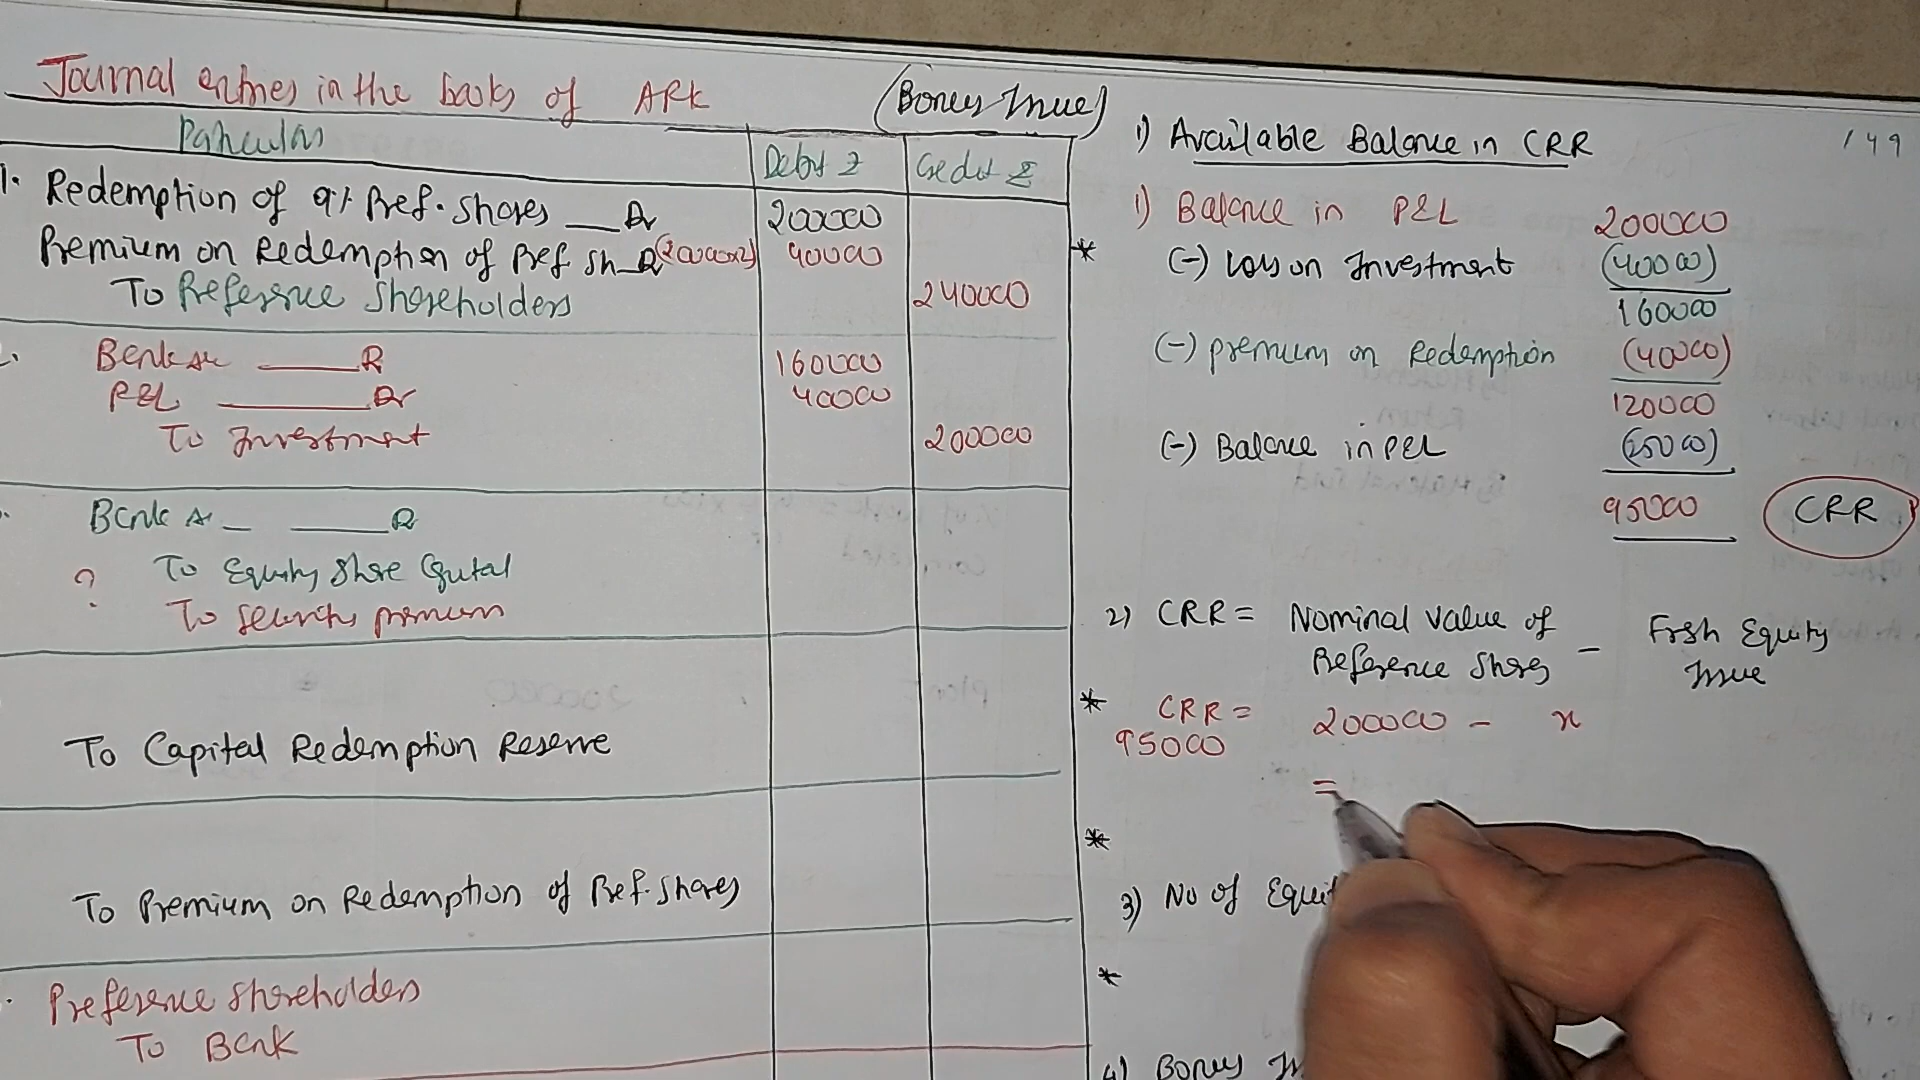 Journal entries in the books of ARK
(Bonus Issue)
Particulars
Debit ₹
Credit ₹
1. Redemption of 9% Pref. Shares ___ Dr
200000
Premium on Redemption of Pref Sh_Dr (20000x2)
40000
To Preference Shareholders
240000
2. Bank A/c ___ Dr
160000
P&L ___ Dr
40000
To Investment
200000
Bank A/c _ ___ Dr
? To Equity Share Capital
To Security premium
To Capital Redemption Reserve
To Premium on Redemption of Pref. Shares
Preference Shareholders
To Bank
149
1) Available Balance in CRR
1) Balance in P&L 200000
* (-) Loss on Investment (40000)
160000
(-) premium on Redemption (40000)
120000
(-) Balance in P&L (25000)
95000 CRR
2) CRR = Nominal Value of Preference Shares - Fresh Equity Issue
* CRR = 200000 - x
95000
=
*
3) No of Equit
*
4) Bonus